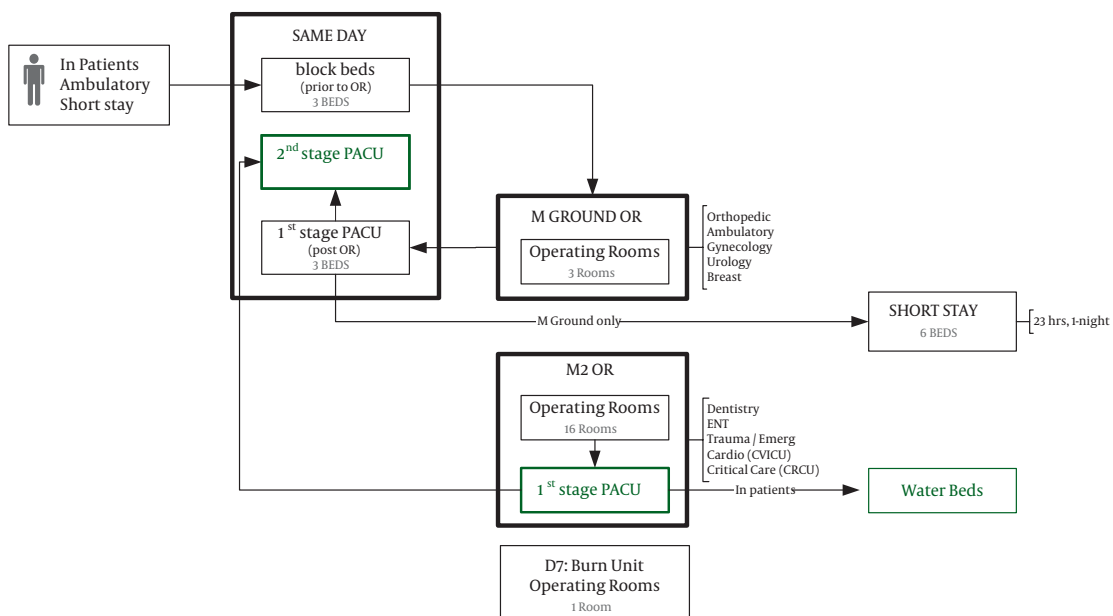 SAME DAY
In Patients
Ambulatory
Short stay
block beds
(prior to OR)
3 BEDS
2nd stage PACU
1st stage PACU
(post OR)
3 BEDS
M GROUND OR
Operating Rooms
3 Rooms
Orthopedic
Ambulatory
Gynecology
Urology
Breast
M Ground only
SHORT STAY
6 BEDS
23 hrs, 1-night
M2 OR
Operating Rooms
16 Rooms
1st stage PACU
Dentistry
ENT
Trauma / Emerg
Cardio (CVICU)
Critical Care (CRCU)
In patients
Water Beds
D7: Burn Unit
Operating Rooms
1 Room